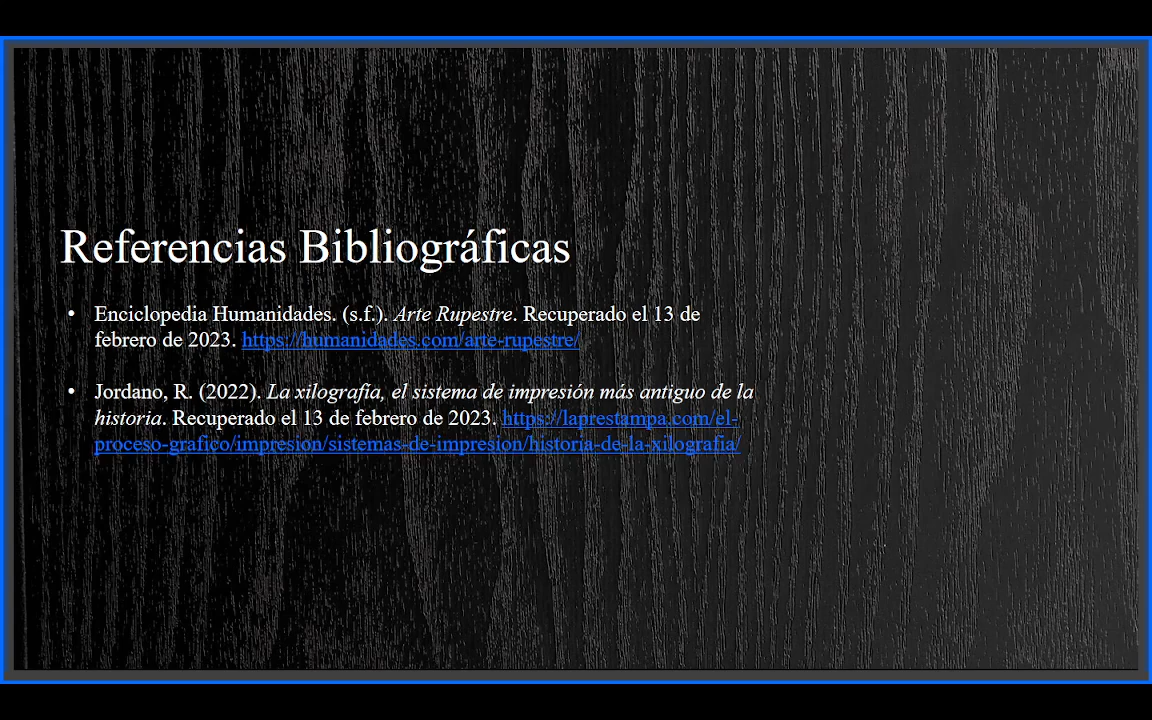 Referencias Bibliográficas
• Enciclopedia Humanidades. (s.f.). Arte Rupestre. Recuperado el 13 de
febrero de 2023. https://humanidades.com/arte-rupestre/
• Jordano, R. (2022). La xilografía, el sistema de impresión más antiguo de la
historia. Recuperado el 13 de febrero de 2023. https://laprestampa.com/el-
proceso-grafico/impresion/sistemas-de-impresion/historia-de-la-xilografia/